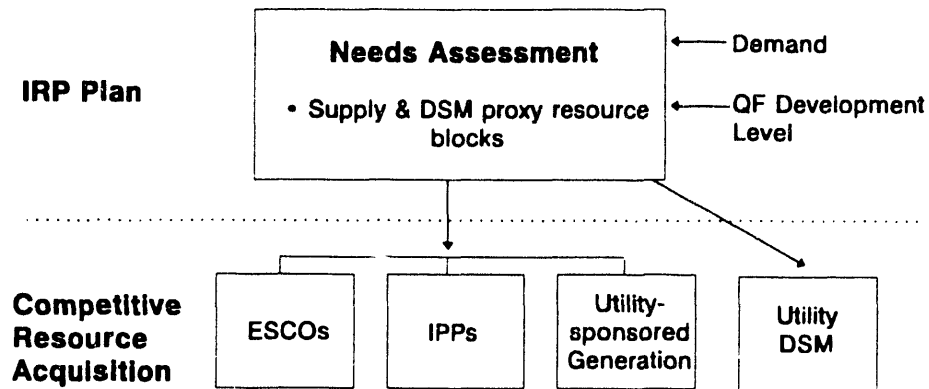 Needs Assessment
Demand
IRP Plan
• Supply & DSM proxy resource
blocks
QF Development
Level
Competitive
Resource
Acquisition
ESCOs
IPPs
Utility-
sponsored
Generation
Utility
DSM